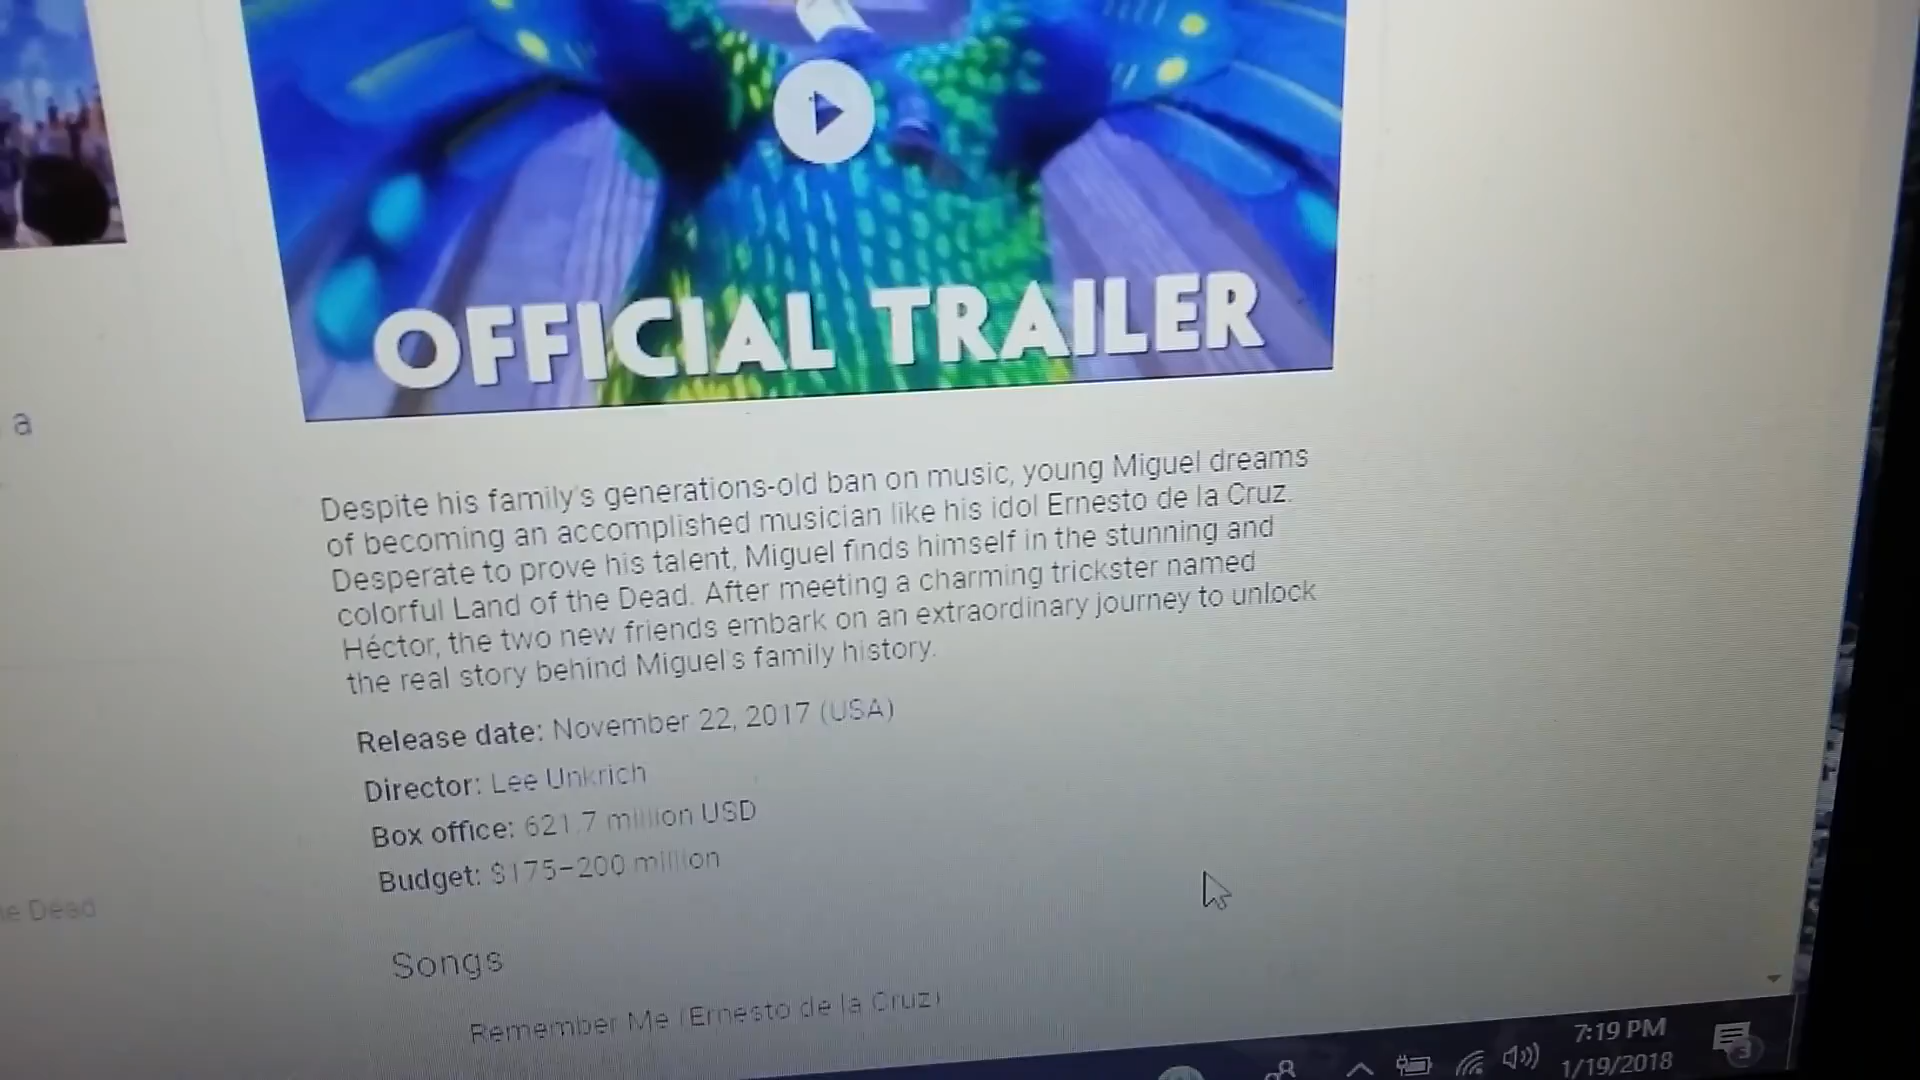 OFFICIAL TRAILER
a
Despite his family's generations-old ban on music, young Miguel dreams
of becoming an accomplished musician like his idol Ernesto de la Cruz.
Desperate to prove his talent, Miguel finds himself in the stunning and
colorful Land of the Dead. After meeting a charming trickster named
Héctor, the two new friends embark on an extraordinary journey to unlock
the real story behind Miguel's family history.
Release date: November 22, 2017 (USA)
Director: Lee Unkrich
Box office: 621.7 million USD
Budget: $175–200 million
Dead
Songs
Remember Me (Ernesto de la Cruz)
7:19 PM
1/19/2018
3